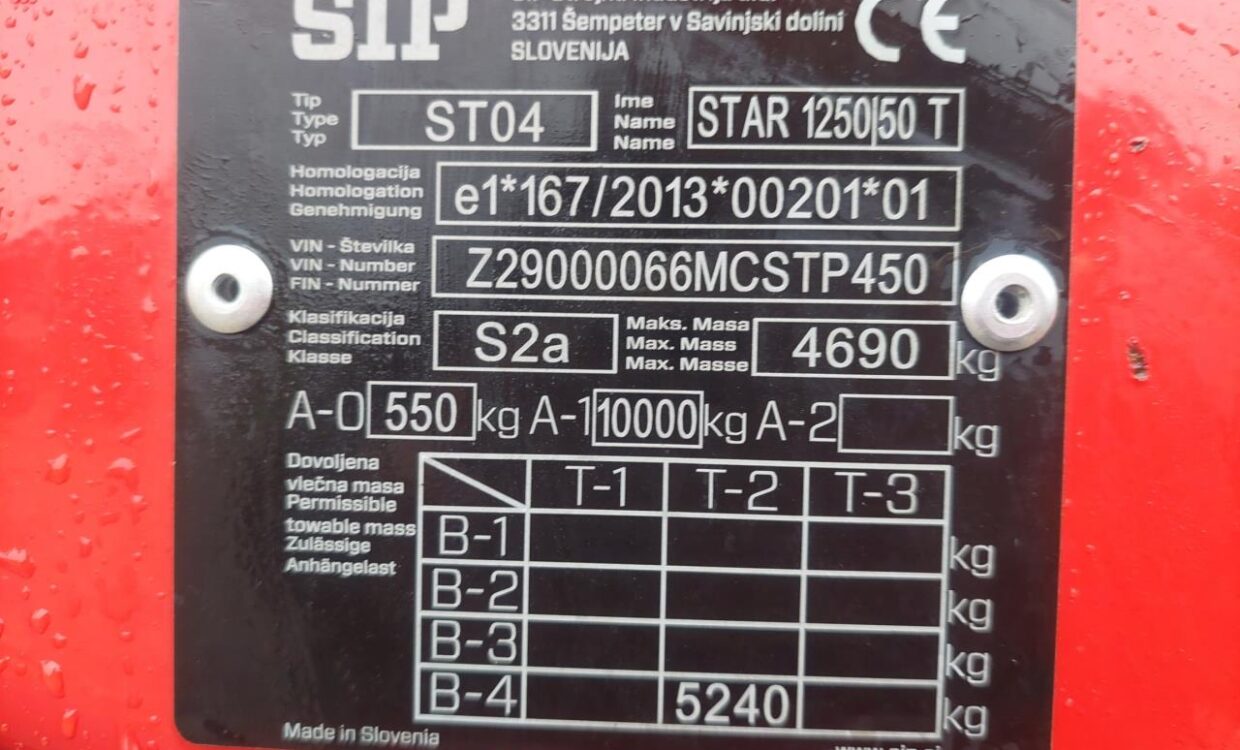 SIP
3311 Šempeter v Savinjski dolini
SLOVENIJA
CE
Tip
Type
Typ
ST04
Ime
Name
Name
STAR 1250|50 T
Homologacija
Homologation
Genehmigung
e1*167/2013*00201*01
VIN - Številka
VIN - Number
FIN - Nummer
Z29000066MCSTP450
Klasifikacija
Classification
Klasse
S2a
Maks. Masa
Max. Mass
Max. Masse
4690 kg
A-0 550 kg A-1 10000 kg A-2 kg
Dovoljena
vlečna masa
Permissible
towable mass
Zulässige
Anhängelast
T-1 T-2 T-3
B-1 kg
B-2 kg
B-3 kg
B-4 5240 kg
Made in Slovenia